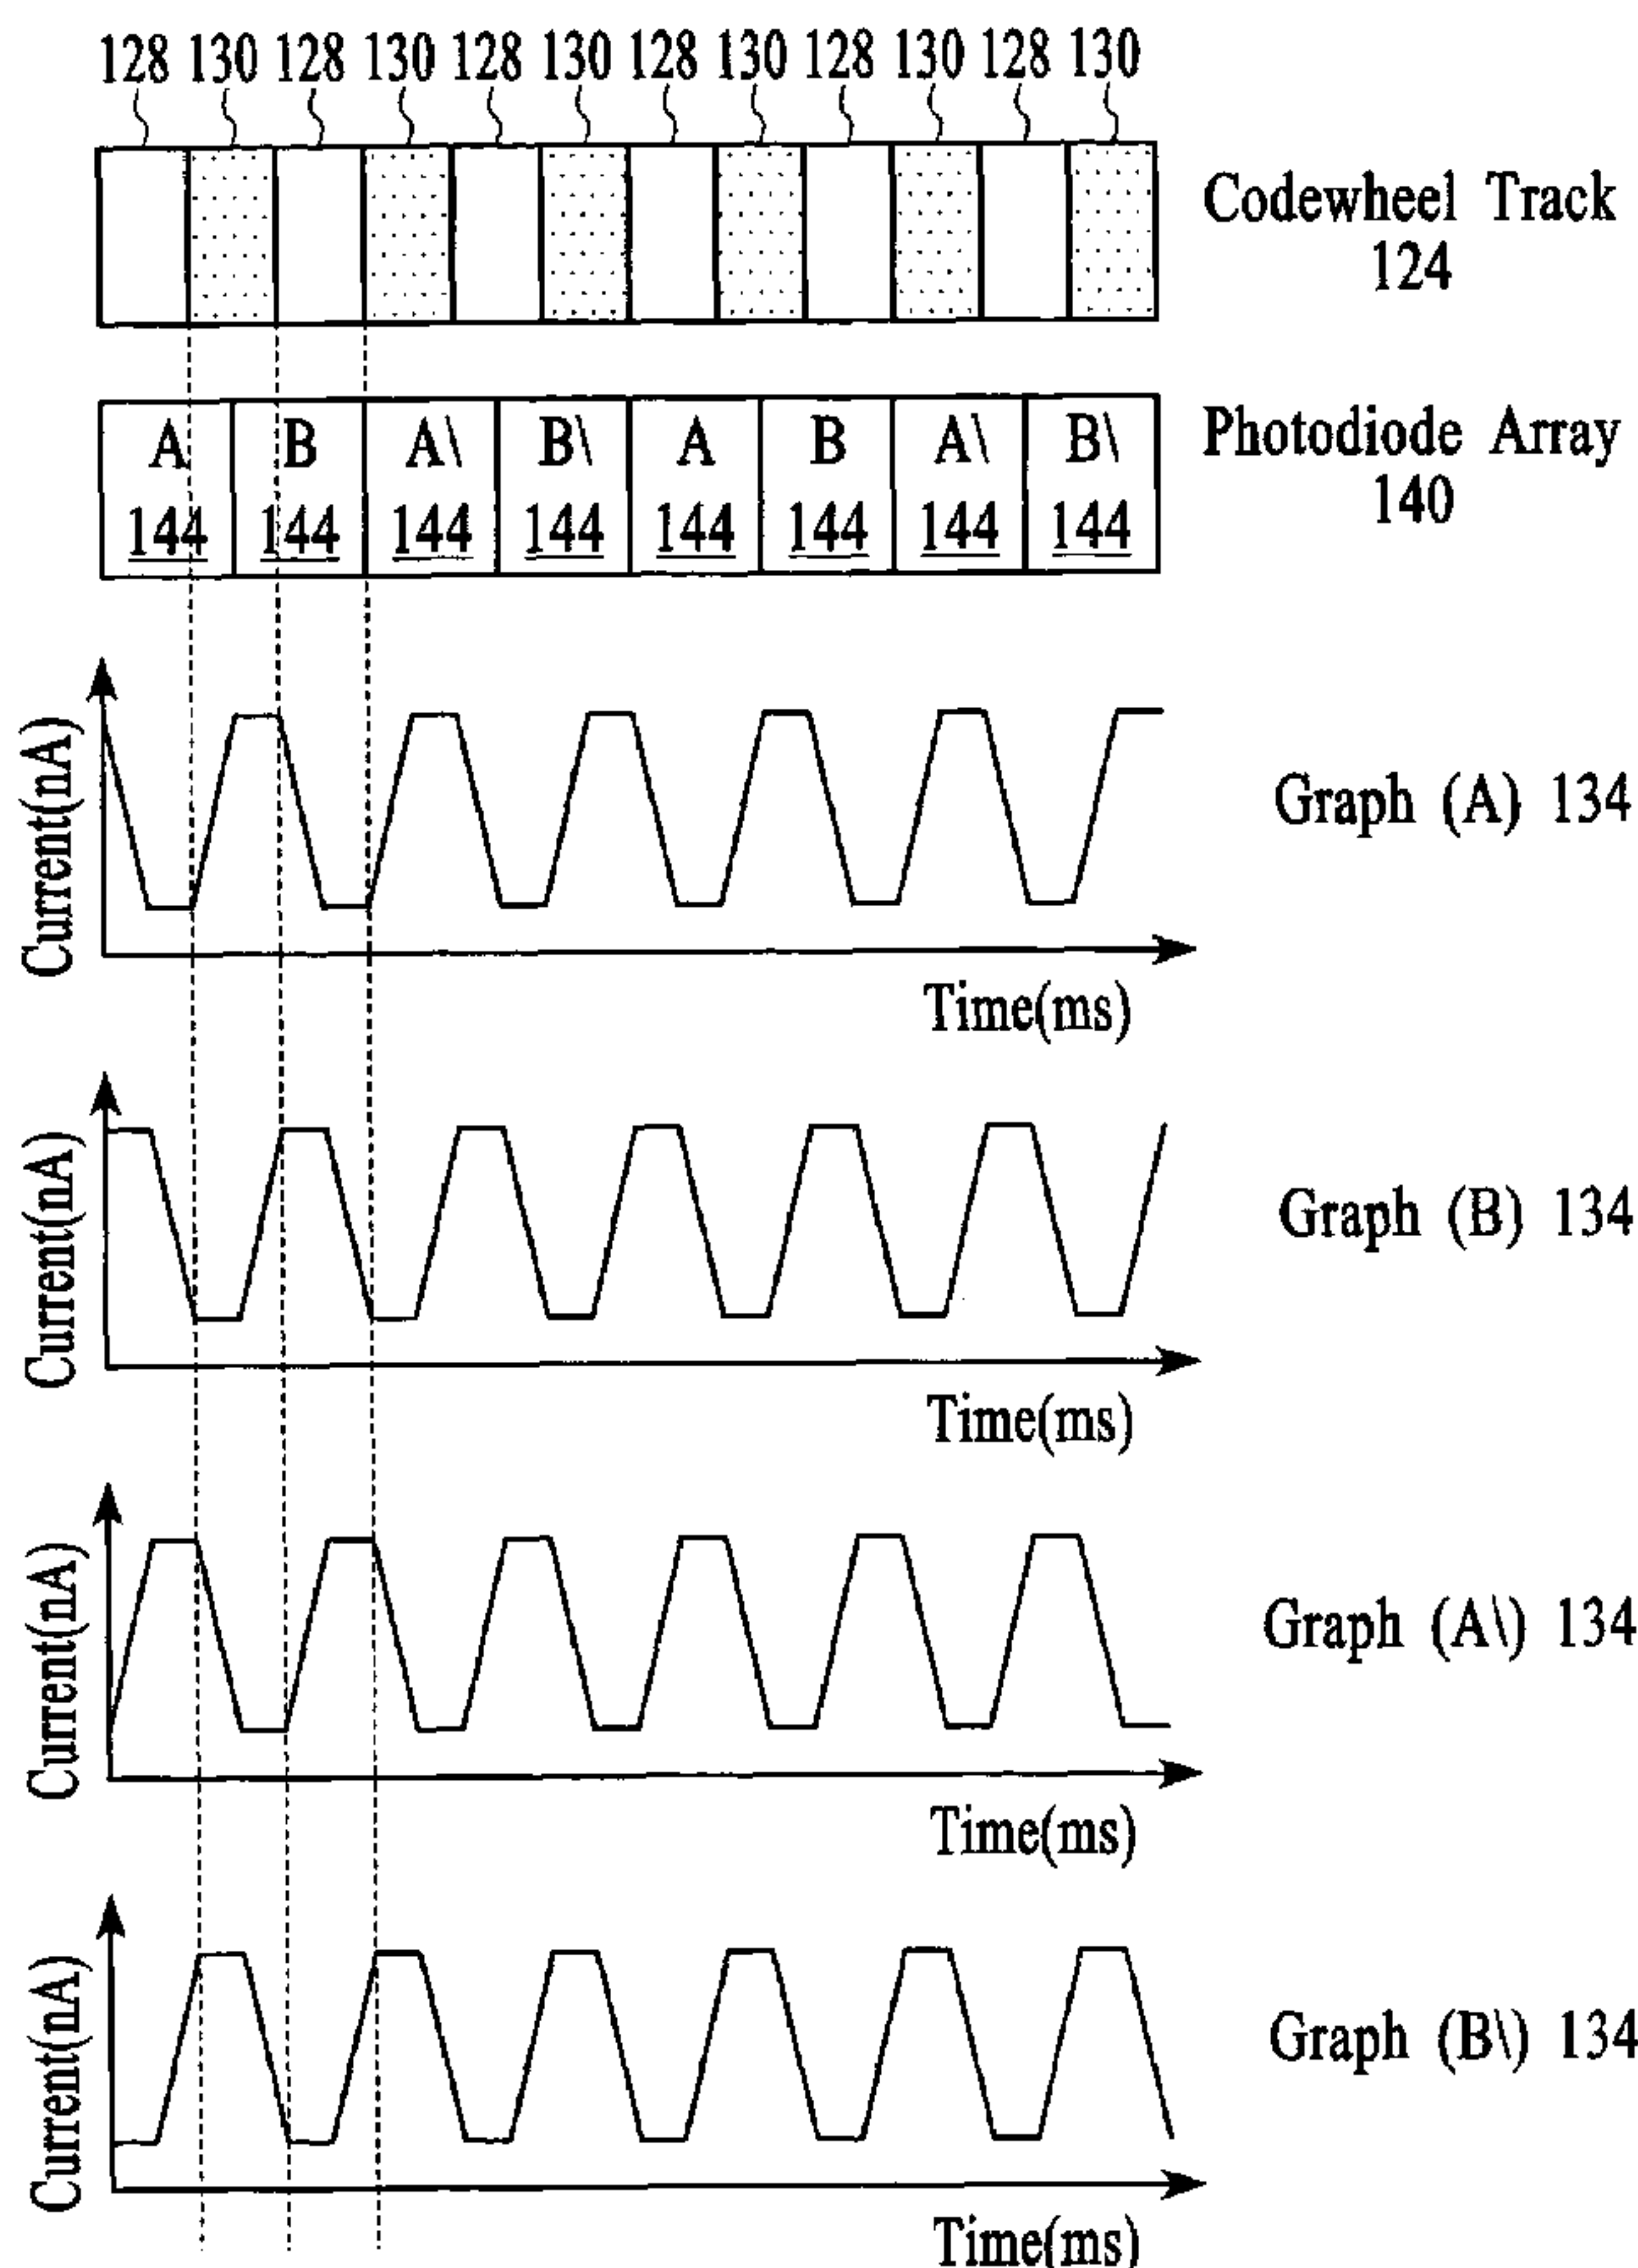 128 130 128 130 128 130 128 130 128 130 128 130
Codewheel Track
124
A B A\ B\ A B A\ B\
144 144 144 144 144 144 144 144
Photodiode Array
140
Current(nA)
Time(ms)
Graph (A) 134
Current(nA)
Time(ms)
Graph (B) 134
Current(nA)
Time(ms)
Graph (A\) 134
Current(nA)
Time(ms)
Graph (B\) 134